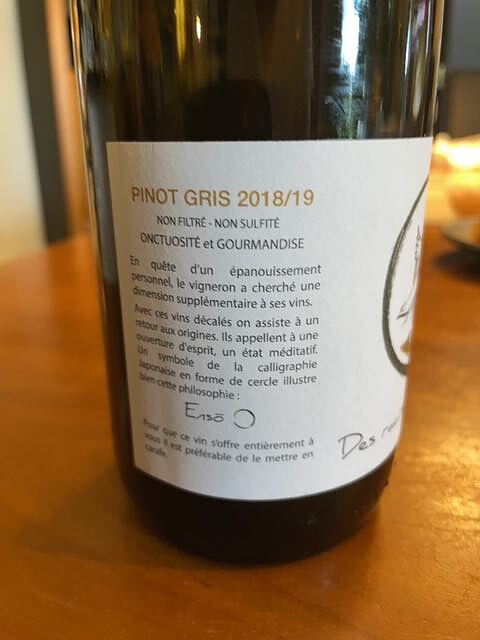 PINOT GRIS 2018/19
NON FILTRÉ - NON SULFITÉ
ONCTUOSITÉ et GOURMANDISE
En quête d'un épanouissement
personnel, le vigneron a cherché une
dimension supplémentaire à ses vins.
Avec ces vins décalés on assiste à un
retour aux origines. Ils appellent à une
ouverture d'esprit, un état méditatif.
Un symbole de la calligraphie
Japonaise en forme de cercle illustre
bien cette philosophie :
Ensō
Pour que ce vin s'offre entièrement à
vous il est préférable de le mettre en
carafe.
Des